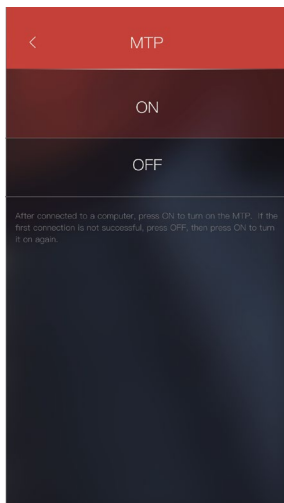 MTP
ON
OFF
After connected to a computer, press ON to turn on the MTP. If the
first connection is not successful, press OFF, then press ON to turn
it on again.